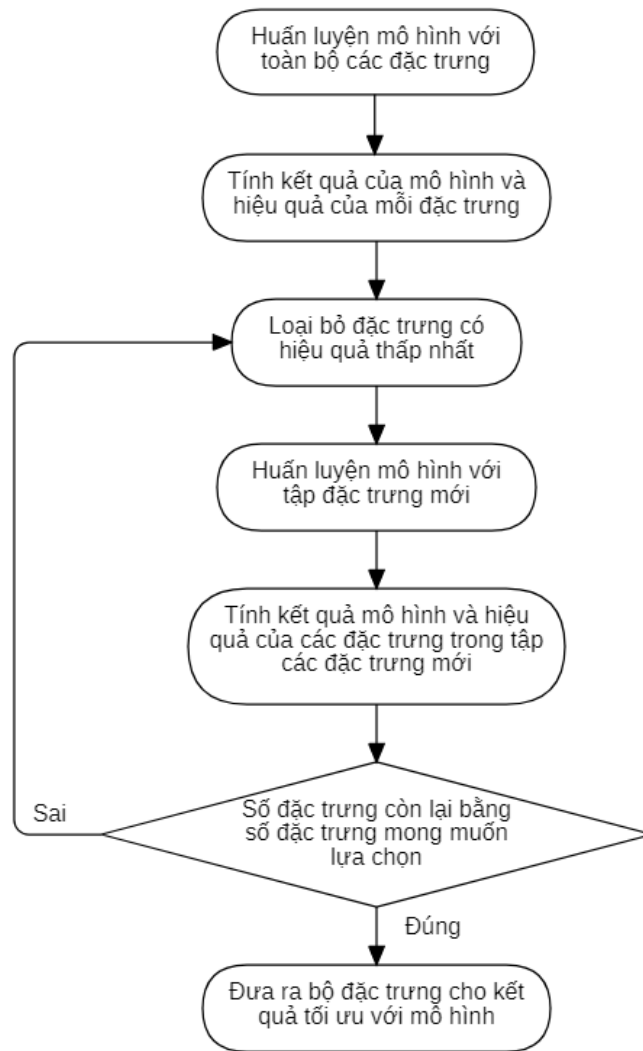 Huấn luyện mô hình với
toàn bộ các đặc trưng
Tính kết quả của mô hình và
hiệu quả của mỗi đặc trưng
Loại bỏ đặc trưng có
hiệu quả thấp nhất
Huấn luyện mô hình với
tập đặc trưng mới
Tính kết quả mô hình và hiệu
quả của các đặc trưng trong tập
các đặc trưng mới
Số đặc trưng còn lại bằng
số đặc trưng mong muốn
lựa chọn
Sai
Đúng
Đưa ra bộ đặc trưng cho kết
quả tối ưu với mô hình